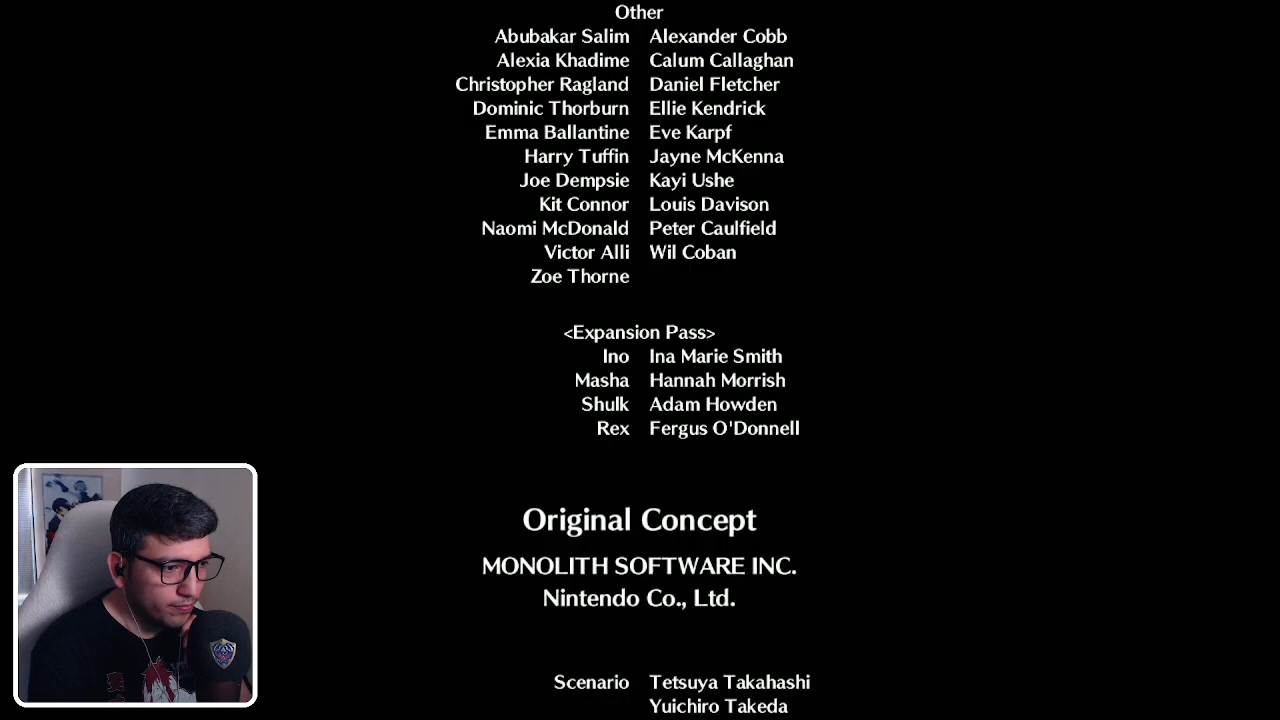 Other
Abubakar Salim Alexander Cobb
Alexia Khadime Calum Callaghan
Christopher Ragland Daniel Fletcher
Dominic Thorburn Ellie Kendrick
Emma Ballantine Eve Karpf
Harry Tuffin Jayne McKenna
Joe Dempsie Kayi Ushe
Kit Connor Louis Davison
Naomi McDonald Peter Caulfield
Victor Alli Wil Coban
Zoe Thorne
<Expansion Pass>
Ino Ina Marie Smith
Masha Hannah Morrish
Shulk Adam Howden
Rex Fergus O'Donnell
Original Concept
MONOLITH SOFTWARE INC.
Nintendo Co., Ltd.
Scenario Tetsuya Takahashi
Yuichiro Takeda